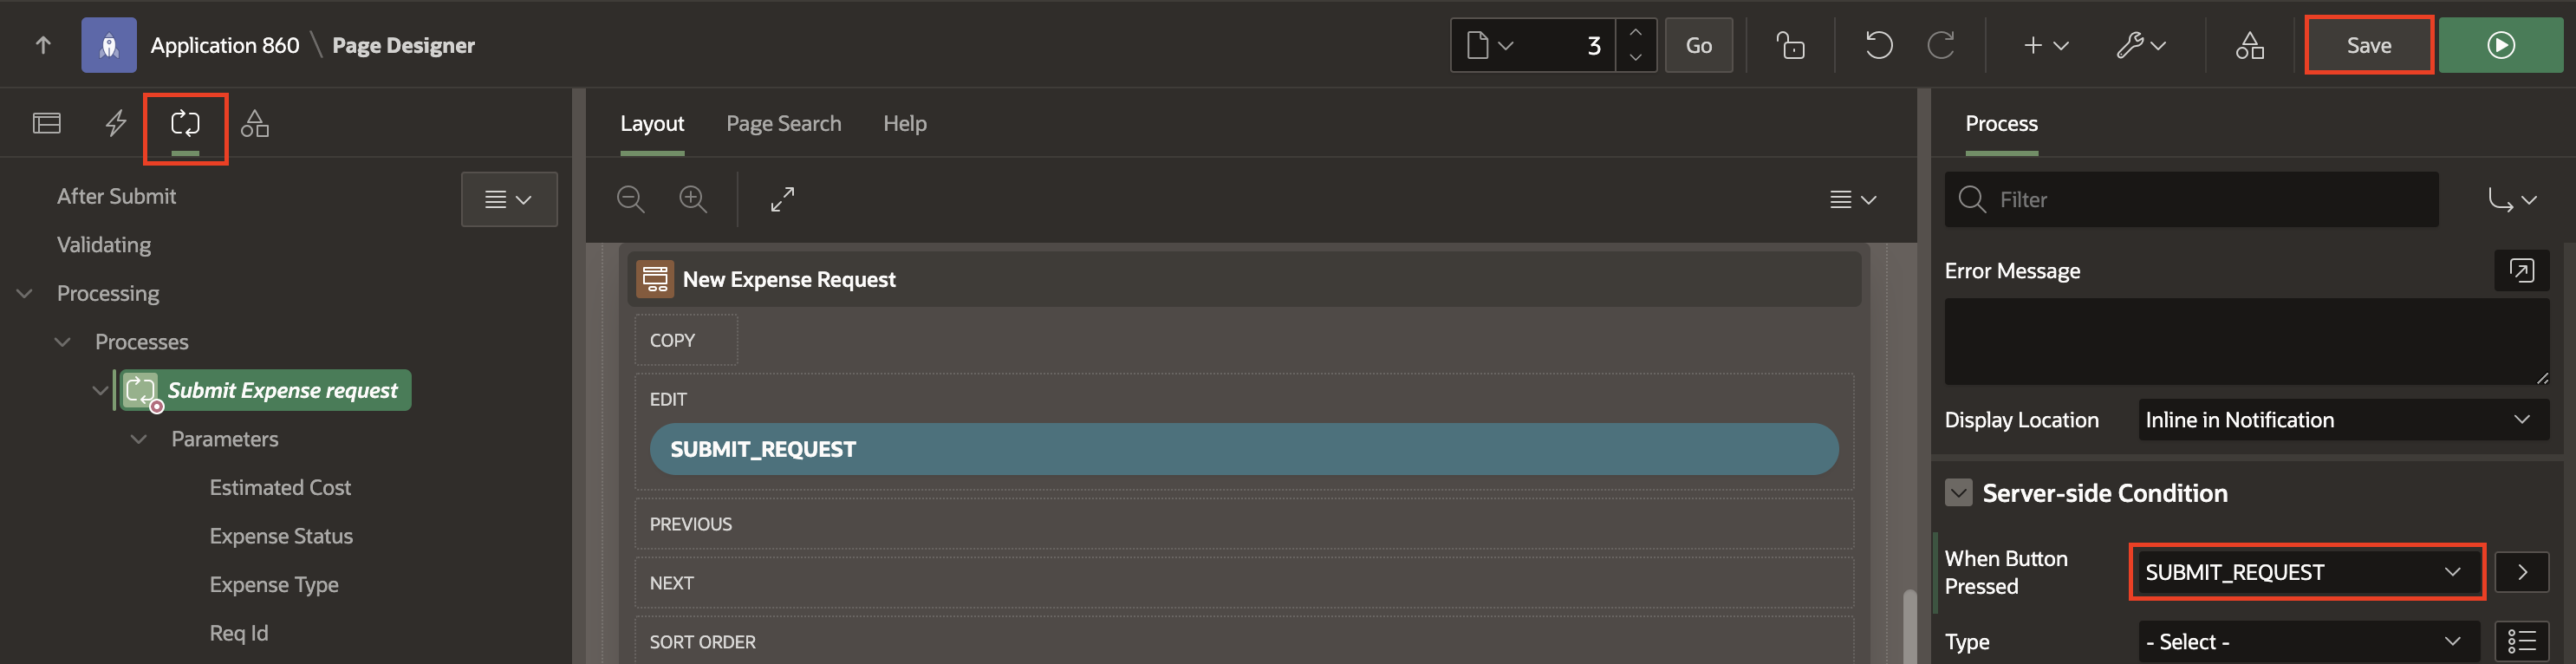 Application 860 \ Page Designer
3
Go
Save
Layout
Page Search
Help
Process
After Submit
Validating
Processing
Processes
Submit Expense request
Parameters
Estimated Cost
Expense Status
Expense Type
Req Id
New Expense Request
COPY
EDIT
SUBMIT_REQUEST
PREVIOUS
NEXT
SORT ORDER
Filter
Error Message
Display Location
Inline in Notification
Server-side Condition
When Button
Pressed
SUBMIT_REQUEST
Type
- Select -